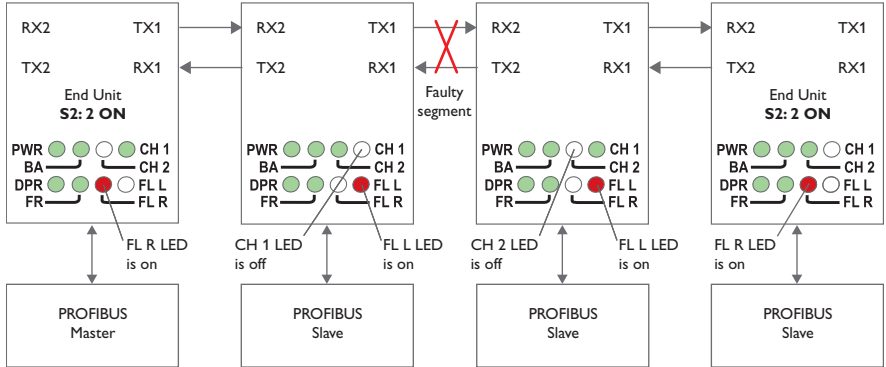 RX2 TX1
TX2 RX1
End Unit
S2: 2 ON
PWR CH 1
BA CH 2
DPR FL L
FR FL R
RX2 TX1
TX2 RX1
PWR CH 1
BA CH 2
DPR FL L
FR FL R
Faulty
segment
RX2 TX1
TX2 RX1
PWR CH 1
BA CH 2
DPR FL L
FR FL R
RX2 TX1
TX2 RX1
End Unit
S2: 2 ON
PWR CH 1
BA CH 2
DPR FL L
FR FL R
FL R LED
is on
CH 1 LED
is off
FL L LED
is on
CH 2 LED
is off
FL L LED
is on
FL R LED
is on
PROFIBUS
Master
PROFIBUS
Slave
PROFIBUS
Slave
PROFIBUS
Slave